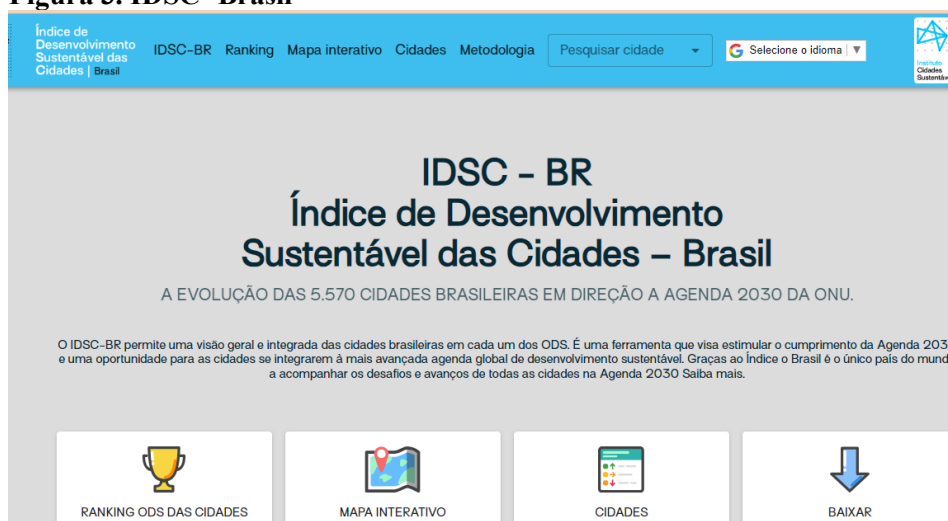 Figura 3: IDSC- Brasil
Índice de
Desenvolvimento
Sustentável das
Cidades | Brasil
IDSC-BR Ranking Mapa interativo Cidades Metodologia Pesquisar cidade Selecione o idioma
Instituto
Cidades
IDSC – BR
Índice de Desenvolvimento
Sustentável das Cidades – Brasil
A EVOLUÇÃO DAS 5.570 CIDADES BRASILEIRAS EM DIREÇÃO A AGENDA 2030 DA ONU.
O IDSC-BR permite uma visão geral e integrada das cidades brasileiras em cada um dos ODS. É uma ferramenta que visa estimular o cumprimento da Agenda 203
e uma oportunidade para as cidades se integrarem à mais avançada agenda global de desenvolvimento sustentável. Graças ao Índice o Brasil é o único país do mund
a acompanhar os desafios e avanços de todas as cidades na Agenda 2030 Saiba mais.
RANKING ODS DAS CIDADES MAPA INTERATIVO CIDADES BAIXAR